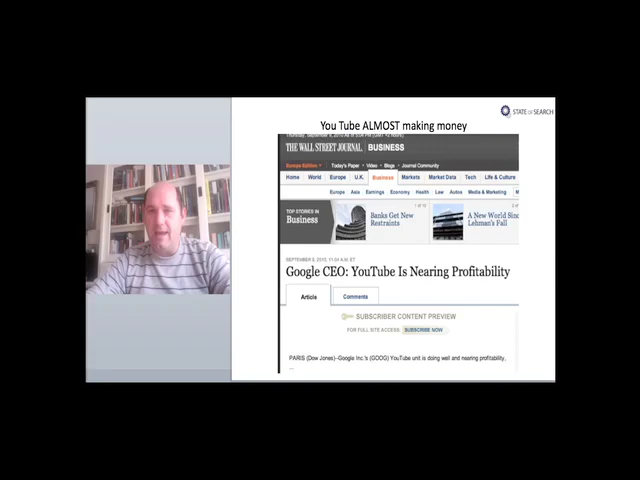 STATE OF SEARCH
You Tube ALMOST making money
THE WALL STREET JOURNAL BUSINESS
Europe Edition Today's Paper • Video • Blogs • Journal Community
Home World Europe U.K. Business Markets Market Data Tech Life & Culture
Europe Asia Earnings Economy Health Law Autos Media & Marketing M
TOP STORIES IN
Business
Banks Get New
Restraints
A New World Sinc
Lehman's Fall
SEPTEMBER 9, 2010, 11:01 A.M. ET
Google CEO: YouTube Is Nearing Profitability
Article Comments
SUBSCRIBER CONTENT PREVIEW
FOR FULL SITE ACCESS: SUBSCRIBE NOW
PARIS (Dow Jones)--Google Inc.'s (GOOG) YouTube unit is doing well and nearing profitability,
...